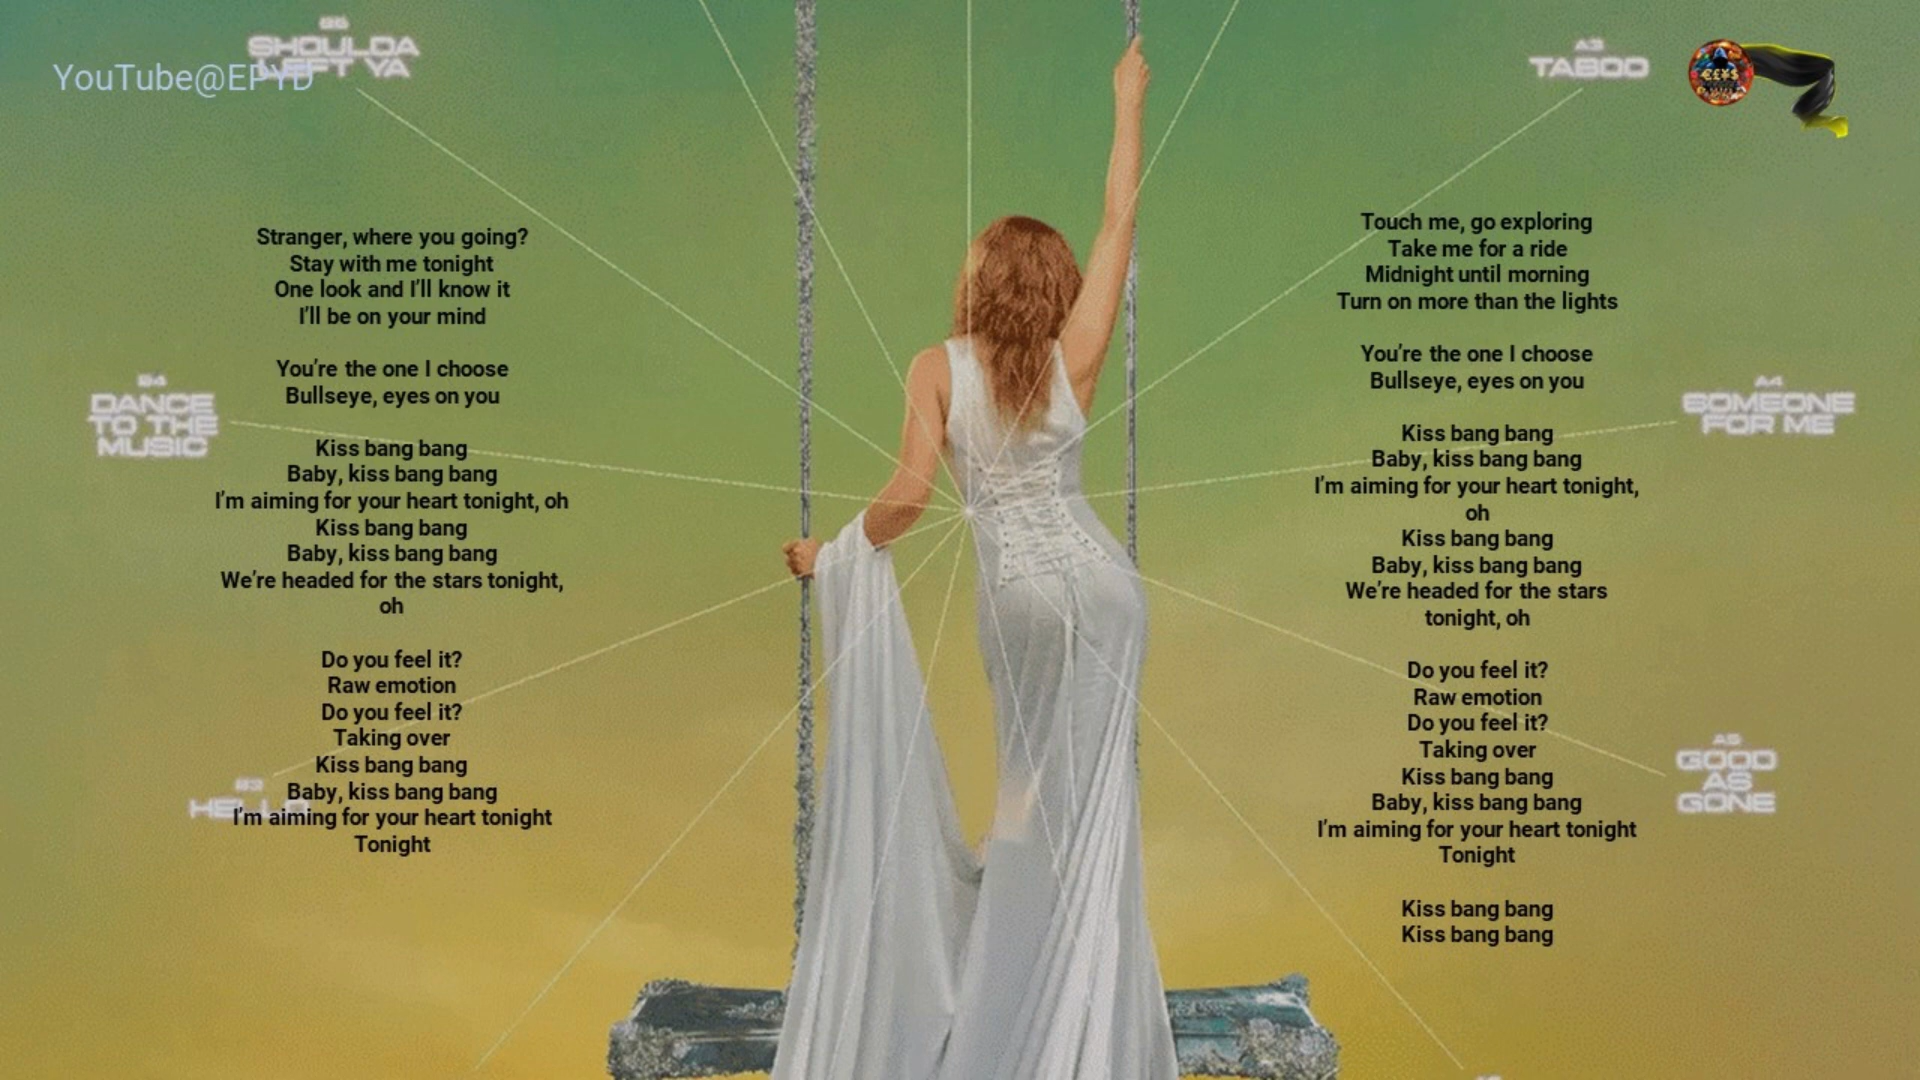 B5
SHOULDA
LEFT YA
YouTube@EPYD
A3
TABOO
€£¥$
Stranger, where you going?
Stay with me tonight
One look and I'll know it
I'll be on your mind
You're the one I choose
Bullseye, eyes on you
Kiss bang bang
Baby, kiss bang bang
I'm aiming for your heart tonight, oh
Kiss bang bang
Baby, kiss bang bang
We're headed for the stars tonight,
oh
Do you feel it?
Raw emotion
Do you feel it?
Taking over
Kiss bang bang
Baby, kiss bang bang
I'm aiming for your heart tonight
Tonight
B4
DANCE
TO THE
MUSIC
B3
HELLO
Touch me, go exploring
Take me for a ride
Midnight until morning
Turn on more than the lights
You're the one I choose
Bullseye, eyes on you
Kiss bang bang
Baby, kiss bang bang
I'm aiming for your heart tonight,
oh
Kiss bang bang
Baby, kiss bang bang
We're headed for the stars
tonight, oh
Do you feel it?
Raw emotion
Do you feel it?
Taking over
Kiss bang bang
Baby, kiss bang bang
I'm aiming for your heart tonight
Tonight
Kiss bang bang
Kiss bang bang
A4
SOMEONE
FOR ME
A5
GOOD
AS
GONE